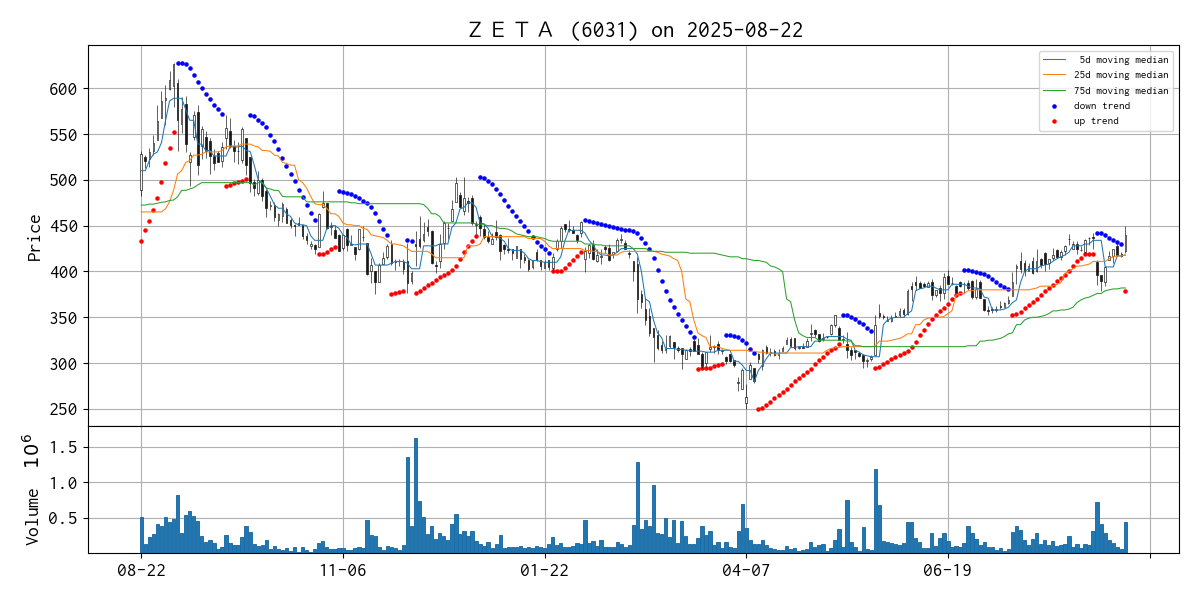 ＺＥＴＡ (6031) on 2025-08-22
5d moving median
25d moving median
75d moving median
down trend
up trend
Price
600
550
500
450
400
350
300
250
Volume 10^6
1.5
1.0
0.5
08-22 11-06 01-22 04-07 06-19